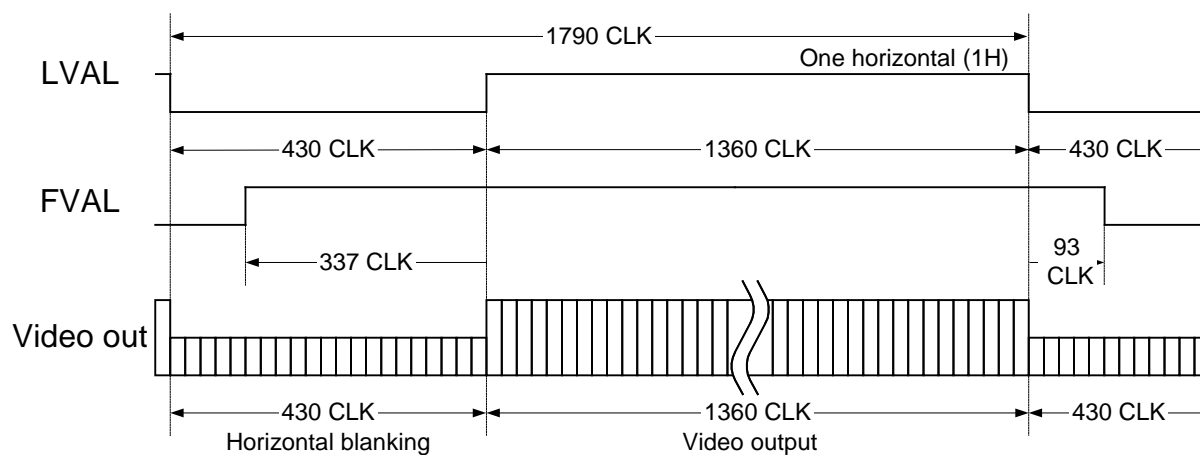 1790 CLK
LVAL
One horizontal (1H)
430 CLK
1360 CLK
430 CLK
FVAL
337 CLK
93
CLK
Video out
430 CLK
1360 CLK
430 CLK
Horizontal blanking
Video output